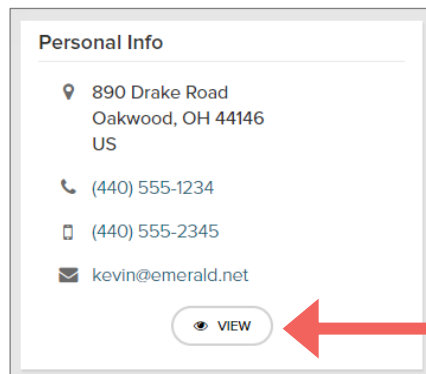 Personal Info
890 Drake Road
Oakwood, OH 44146
US
(440) 555-1234
(440) 555-2345
kevin@emerald.net
VIEW